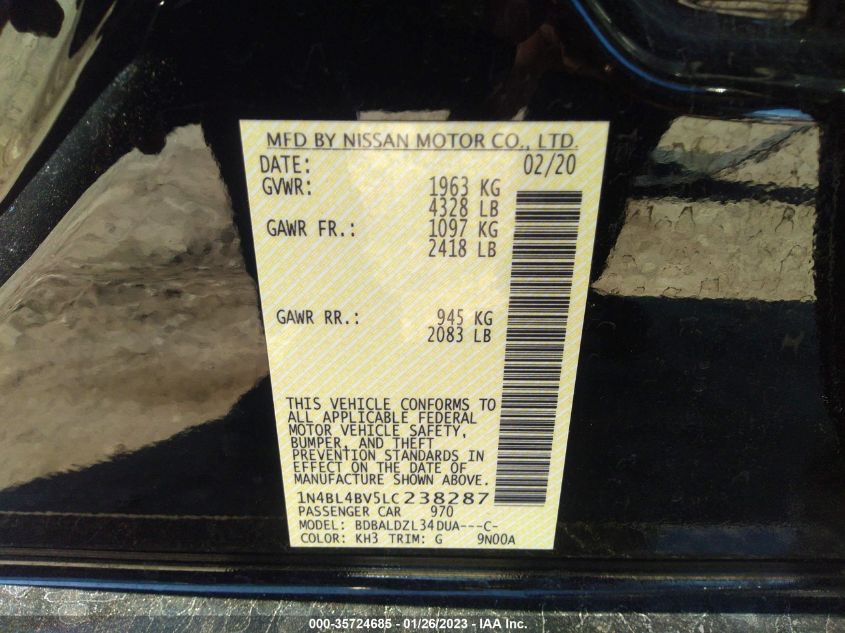 MFD BY NISSAN MOTOR CO., LTD.
DATE: 02/20
GVWR: 1963 KG
4328 LB
GAWR FR.: 1097 KG
2418 LB
GAWR RR.: 945 KG
2083 LB
THIS VEHICLE CONFORMS TO
ALL APPLICABLE FEDERAL
MOTOR VEHICLE SAFETY,
BUMPER, AND THEFT
PREVENTION STANDARDS IN
EFFECT ON THE DATE OF
MANUFACTURE SHOWN ABOVE.
1N4BL4BV5LC238287
PASSENGER CAR 970
MODEL: BDBALDZL34DUA---C-
COLOR: KH3 TRIM: G 9N00A
000-35724685 - 01/26/2023 - IAA Inc.